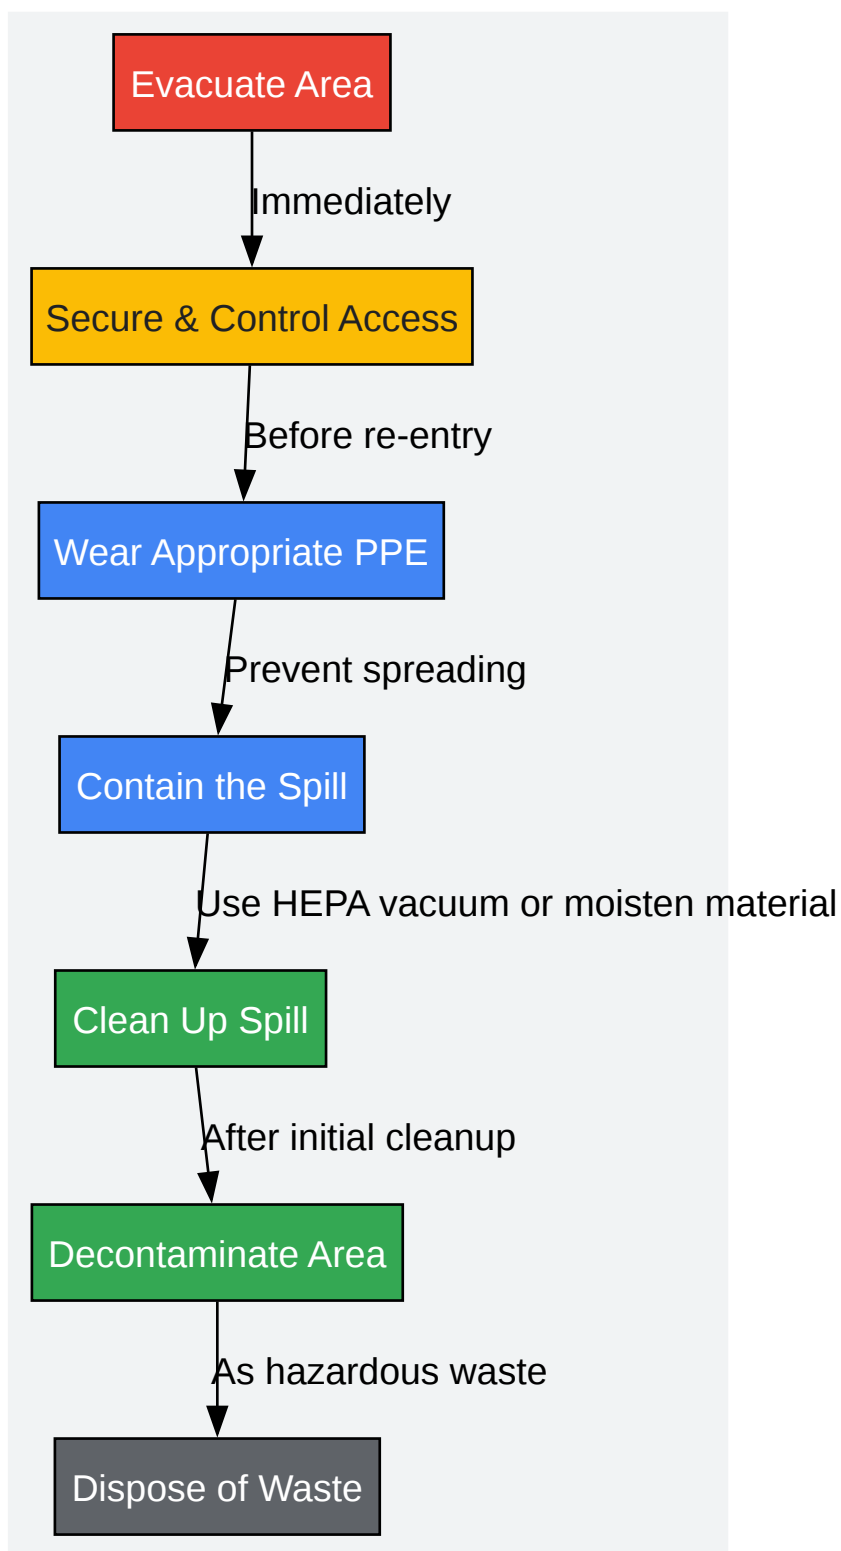 Evacuate Area
Immediately
Secure & Control Access
Before re-entry
Wear Appropriate PPE
Prevent spreading
Contain the Spill
Use HEPA vacuum or moisten material
Clean Up Spill
After initial cleanup
Decontaminate Area
As hazardous waste
Dispose of Waste